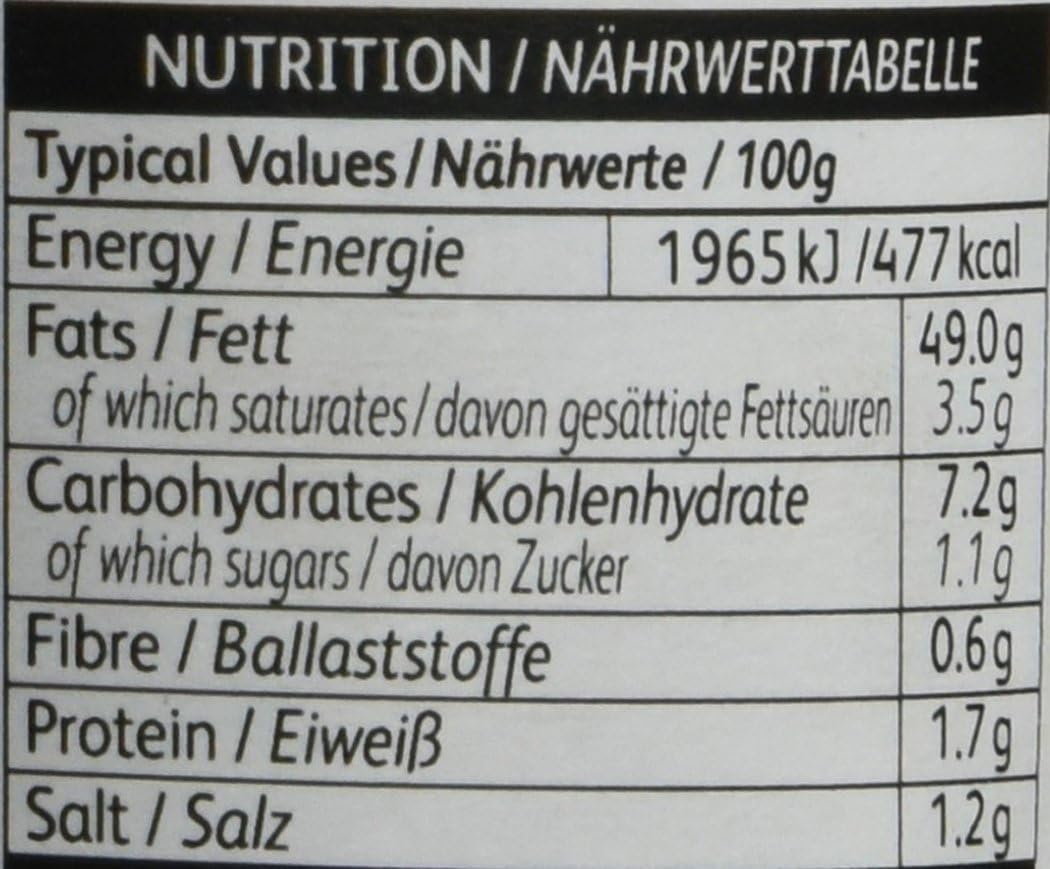 NUTRITION / NÄHRWERTTABELLE
Typical Values / Nährwerte / 100g
Energy / Energie 1965 kJ / 477 kcal
Fats / Fett 49.0g
of which saturates / davon gesättigte Fettsäuren 3.5g
Carbohydrates / Kohlenhydrate 7.2g
of which sugars / davon Zucker 1.1g
Fibre / Ballaststoffe 0.6g
Protein / Eiweiß 1.7g
Salt / Salz 1.2g